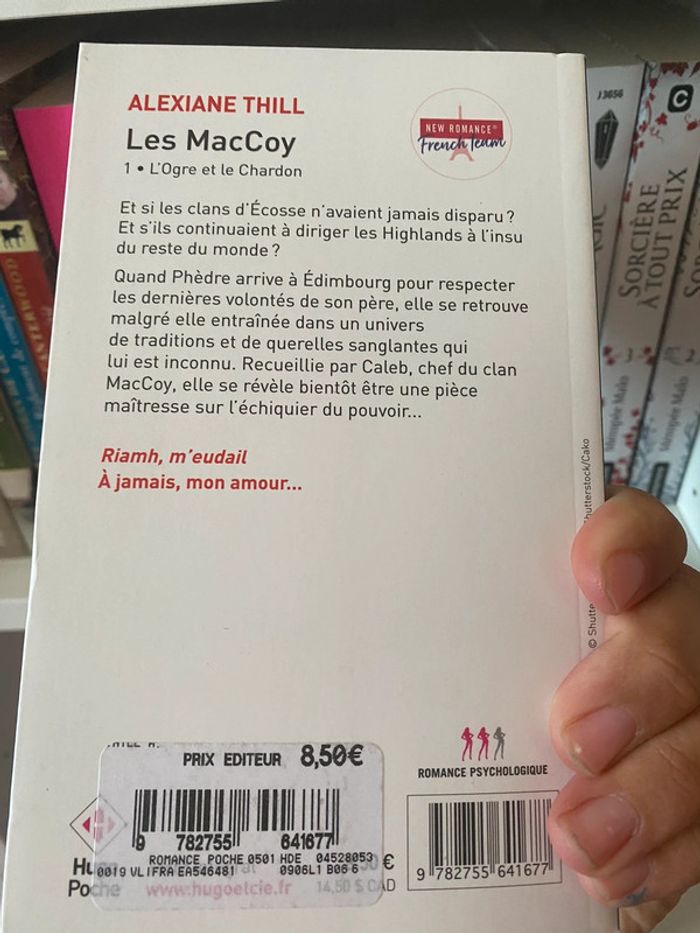 ALEXIANE THILL
Les MacCoy
1 • L'Ogre et le Chardon
NEW ROMANCE®
French Team
Et si les clans d'Écosse n'avaient jamais disparu ?
Et s'ils continuaient à diriger les Highlands à l'insu
du reste du monde ?
Quand Phèdre arrive à Édimbourg pour respecter
les dernières volontés de son père, elle se retrouve
malgré elle entraînée dans un univers
de traditions et de querelles sanglantes qui
lui est inconnu. Recueillie par Caleb, chef du clan
MacCoy, elle se révèle bientôt être une pièce
maîtresse sur l'échiquier du pouvoir...
Riamh, m'eudail
À jamais, mon amour...
hutterstock/Cako
© Shutte
PRIX EDITEUR 8,50€
9 782755 641677
ROMANCE POCHE 0501 HDE 04528053
0019 VLIFRA EA546481 0906L1 B06 6
Poche
www.hugoetcie.fr
14,50 $ CAD
€
ROMANCE PSYCHOLOGIQUE
9 782755 641677
J3656
C
SORCIÈRE
À TOUT PRIX
3